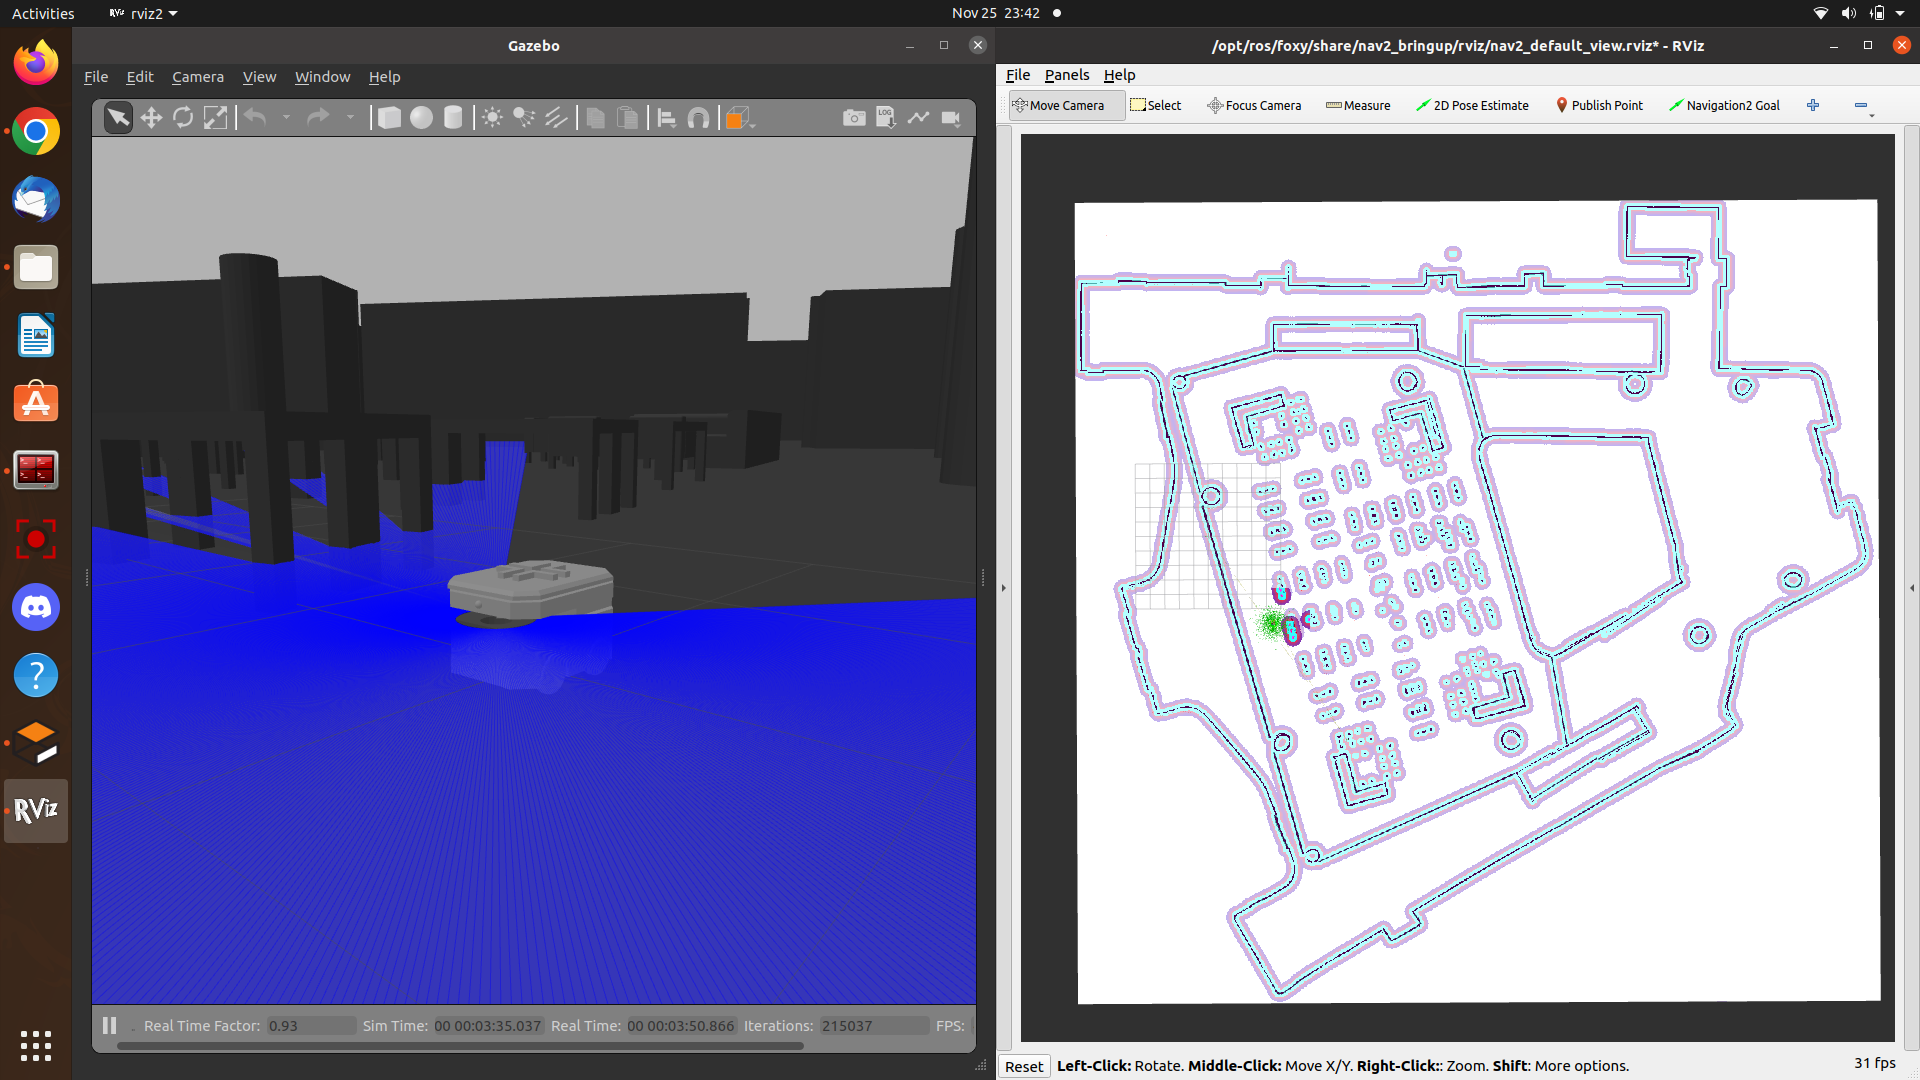 Activities
RViz rviz2
Nov 25 23:42
Gazebo
File Edit Camera View Window Help
LOG
Real Time Factor: 0.93 Sim Time: 00 00:03:35.037 Real Time: 00 00:03:50.866 Iterations: 215037 FPS:
/opt/ros/foxy/share/nav2_bringup/rviz/nav2_default_view.rviz* - RViz
File Panels Help
Move Camera Select Focus Camera Measure 2D Pose Estimate Publish Point Navigation2 Goal
RViz
Reset Left-Click: Rotate. Middle-Click: Move X/Y. Right-Click:: Zoom. Shift: More options.
31 fps